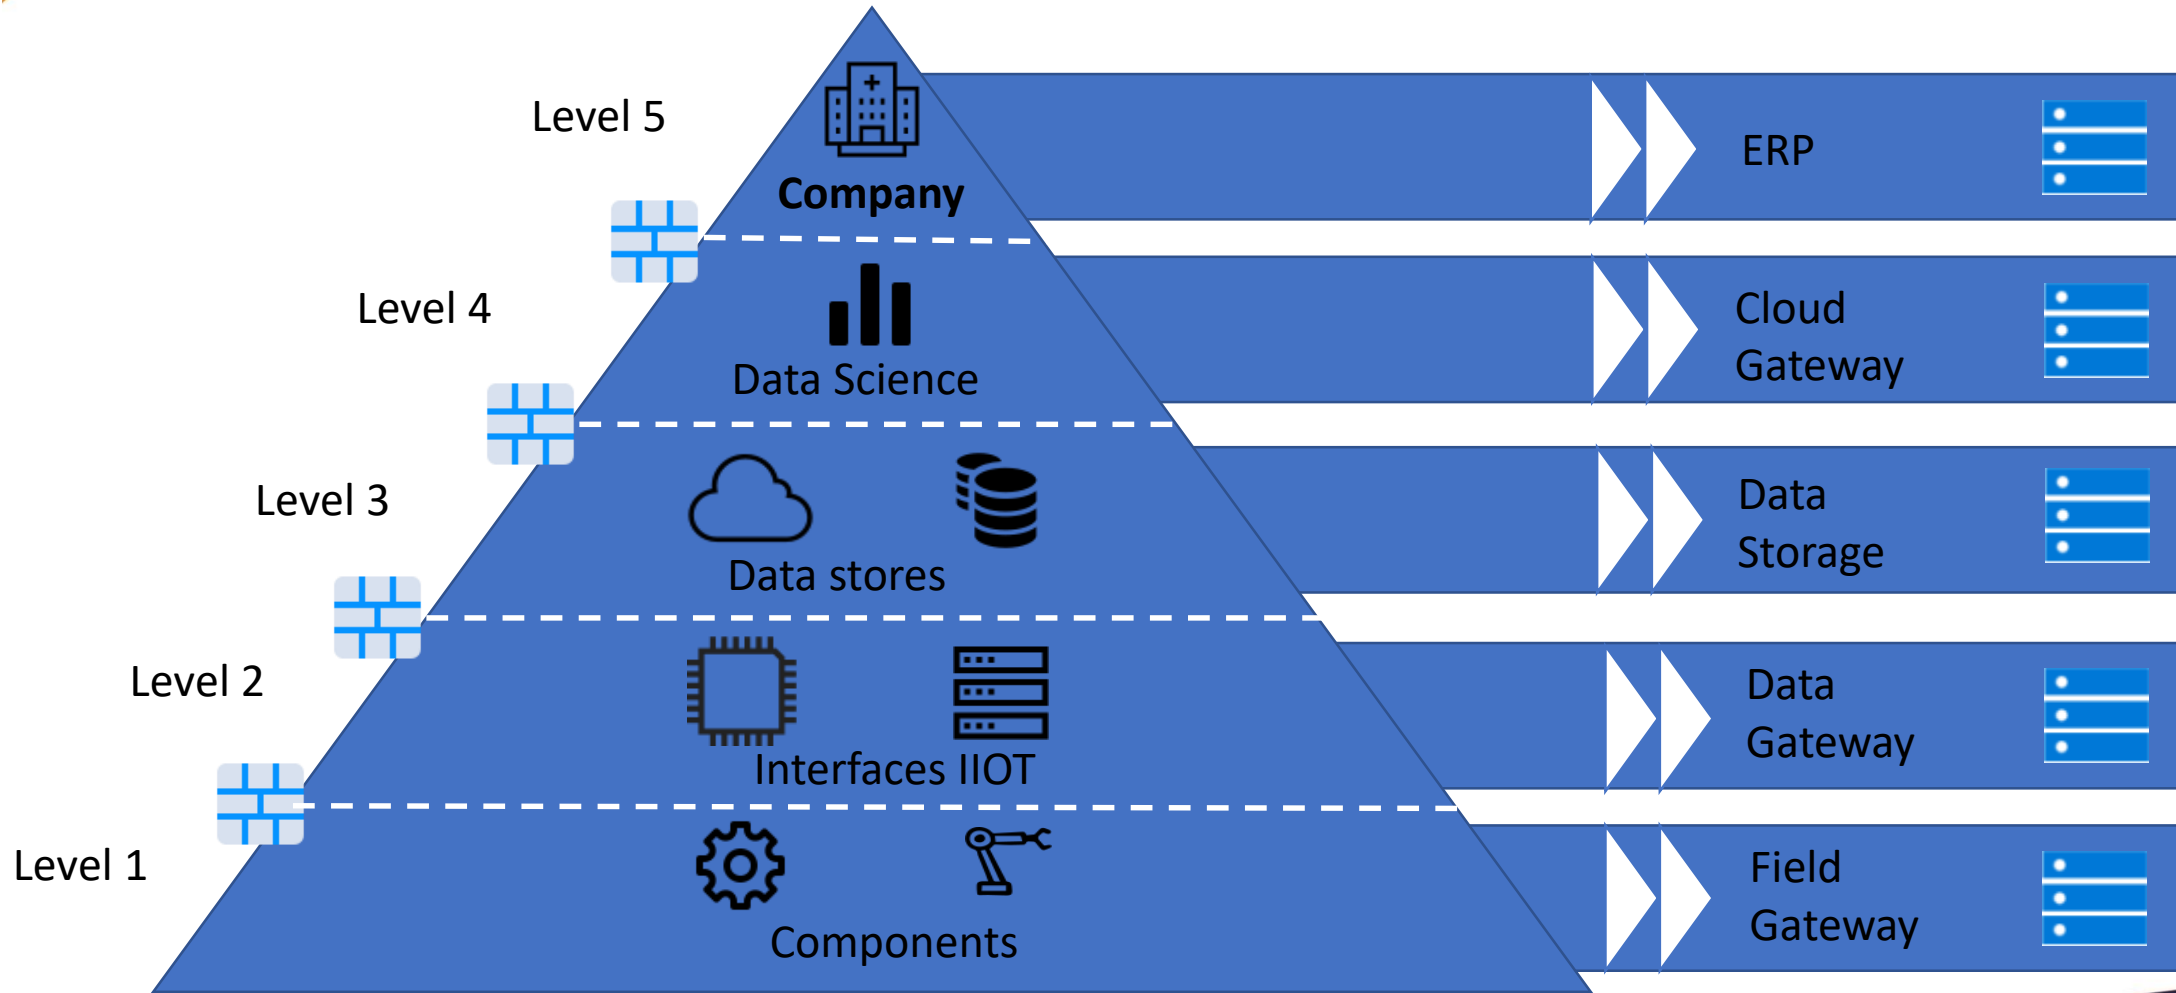 Level 5
Company
ERP
Level 4
Data Science
Cloud
Gateway
Level 3
Data stores
Data
Storage
Level 2
Interfaces IIOT
Data
Gateway
Level 1
Components
Field
Gateway